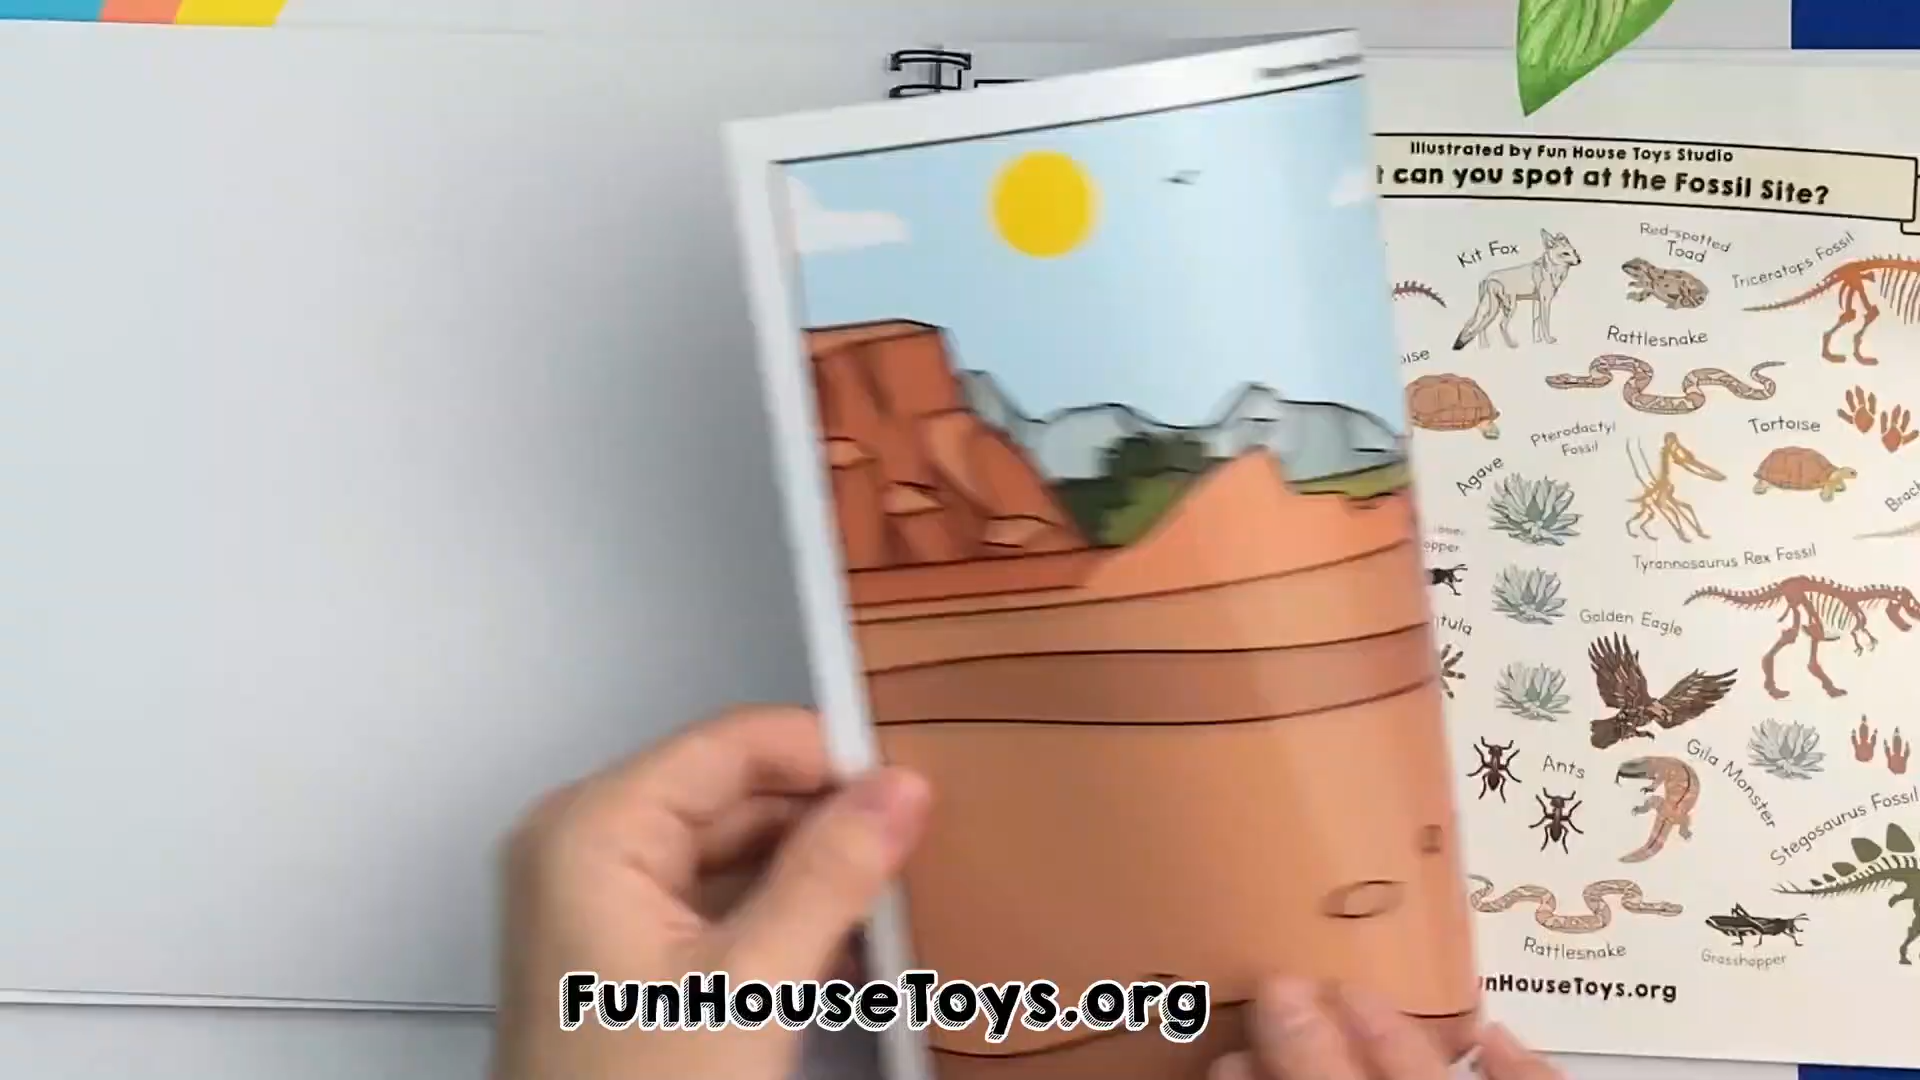 Illustrated by Fun House Toys Studio
can you spot at the Fossil Site?
Kit Fox
Red-spotted
Toad
Triceratops Fossil
Rattlesnake
Pterodactyl
Fossil
Tortoise
Agave
Tyrannosaurus Rex Fossil
Golden Eagle
Ants
Gila Monster
Stegosaurus Fossil
Rattlesnake
Grasshopper
FunHouseToys.org
unHouseToys.org